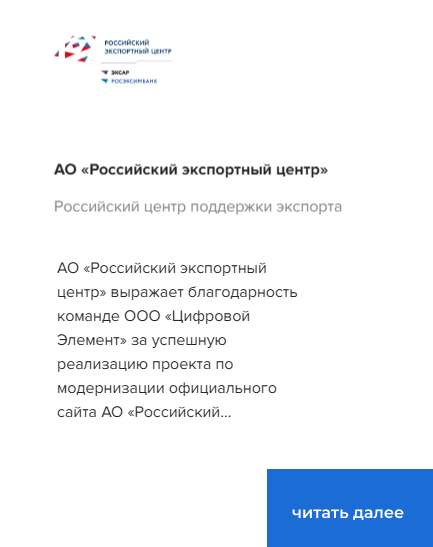 РОССИЙСКИЙ
ЭКСПОРТНЫЙ ЦЕНТР
ЭКСАР
РОСЭКСИМБАНК
АО «Российский экспортный центр»
Российский центр поддержки экспорта
АО «Российский экспортный
центр» выражает благодарность
команде ООО «Цифровой
Элемент» за успешную
реализацию проекта по
модернизации официального
сайта АО «Российский...
читать далее